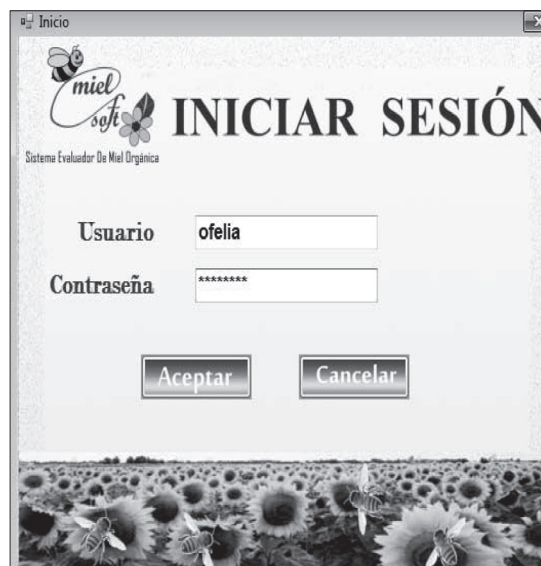 Inicio
miel
soft
INICIAR SESIÓN
Sistema Evaluador De Miel Orgánica
Usuario ofelia
Contraseña ********
Aceptar Cancelar